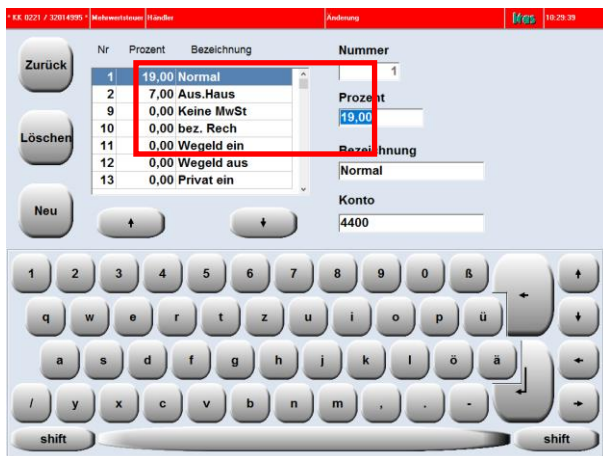 * KK 0221 / 32014995 * Mehrwertsteuer Händler Änderung Mas 10:29:39
Zurück
Löschen
Neu
Nr Prozent Bezeichnung
1 19,00 Normal
2 7,00 Aus.Haus
9 0,00 Keine MwSt
10 0,00 bez. Rech
11 0,00 Wegeld ein
12 0,00 Wegeld aus
13 0,00 Privat ein
Nummer
1
Prozent
19,00
Bezeichnung
Normal
Konto
4400
1 2 3 4 5 6 7 8 9 0 ß
q w e r t z u i o p ü
a s d f g h j k l ö ä
/ y x c v b n m , . -
shift shift